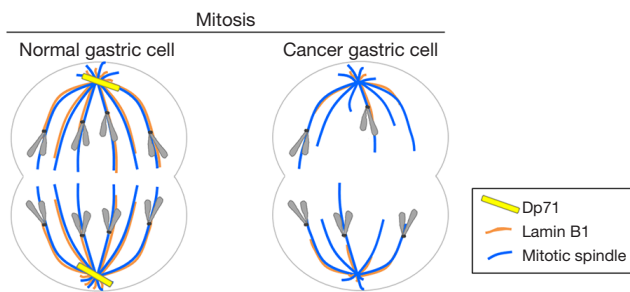 Mitosis
Normal gastric cell
Cancer gastric cell
Dp71
Lamin B1
Mitotic spindle